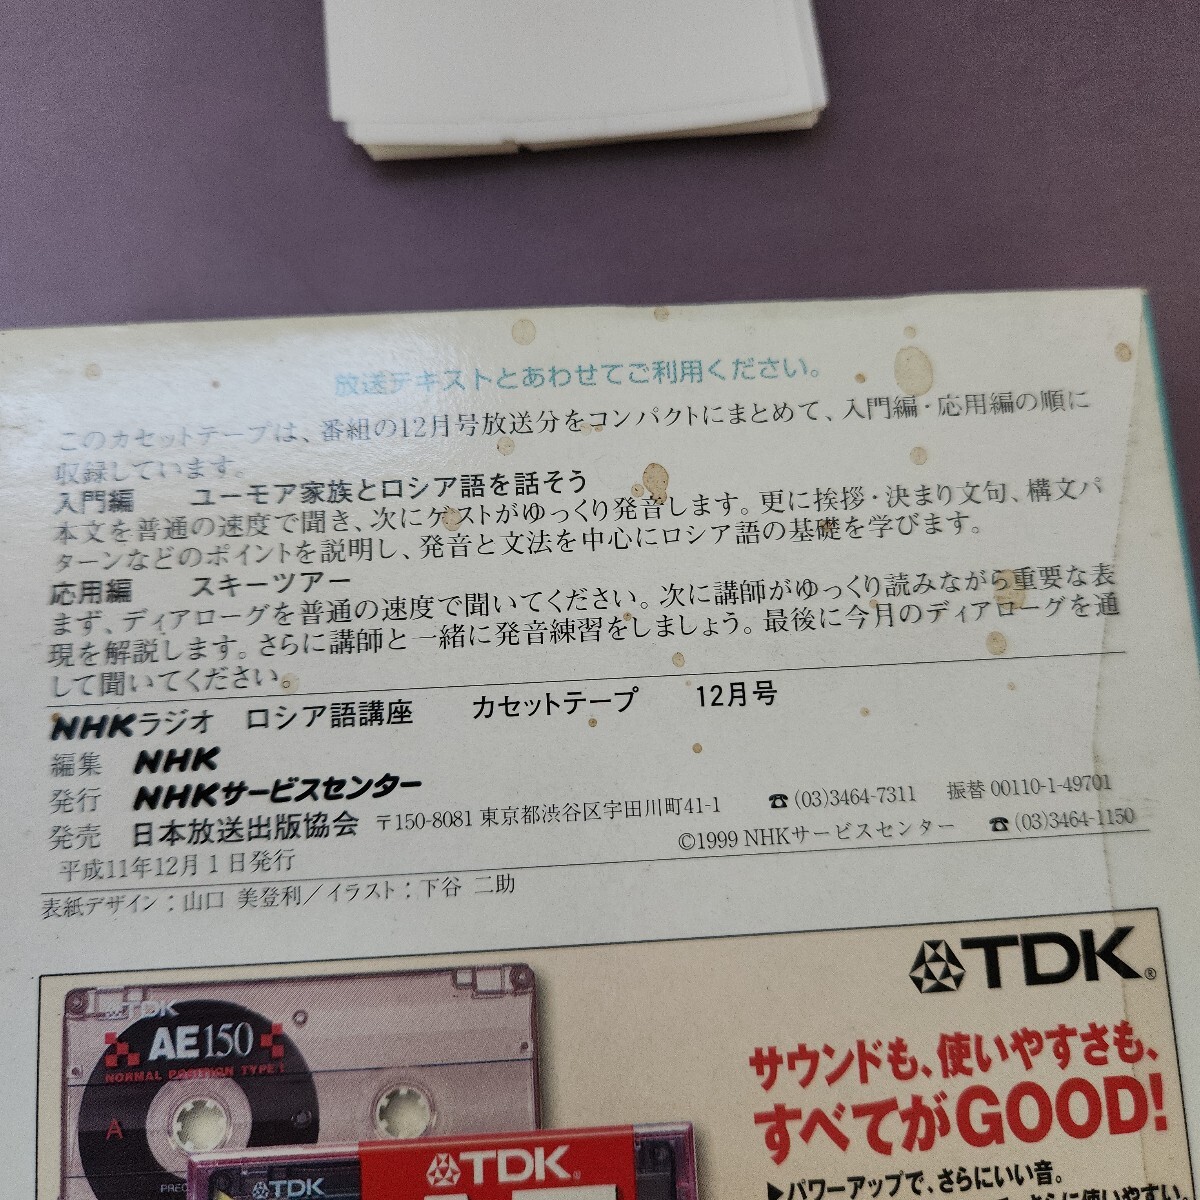 放送テキストとあわせてご利用ください。
このカセットテープは、番組の12月号放送分をコンパクトにまとめて、入門編・応用編の順に
収録しています。
入門編 ユーモア家族とロシア語を話そう
本文を普通の速度で聞き、次にゲストがゆっくり発音します。更に挨拶・決まり文句、構文パ
ターンなどのポイントを説明し、発音と文法を中心にロシア語の基礎を学びます。
応用編 スキーツアー
まず、ディアローグを普通の速度で聞いてください。次に講師がゆっくり読みながら重要な表
現を解説します。さらに講師と一緒に発音練習をしましょう。最後に今月のディアローグを通
して聞いてください。
NHKラジオ ロシア語講座 カセットテープ 12月号
編集 NHK
発行 NHKサービスセンター
発売 日本放送出版協会 〒150-8081 東京都渋谷区宇田川町41-1 ☎(03)3464-7311 振替 00110-1-49701
平成11年12月1日発行 ©1999 NHKサービスセンター ☎(03)3464-1150
表紙デザイン：山口 美登利／イラスト：下谷 二助
TDK®
TDK
AE150
NORMAL POSITION TYPE I
A
サウンドも、使いやすさも、
すべてがGOOD!
TDK®
TDK
▶パワーアップで、さらにいい音。